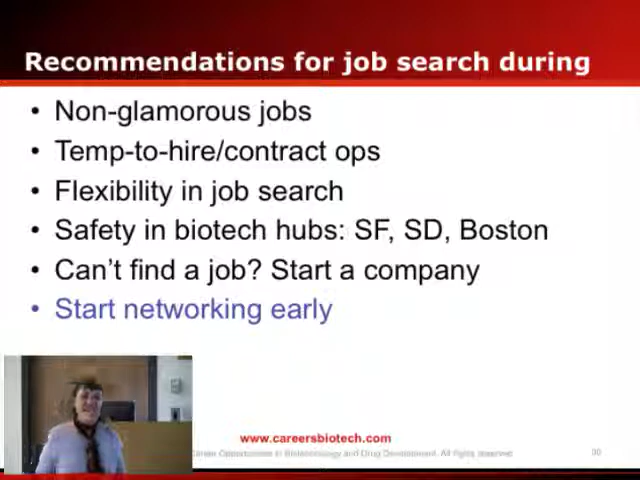 Recommendations for job search during
• Non-glamorous jobs
• Temp-to-hire/contract ops
• Flexibility in job search
• Safety in biotech hubs: SF, SD, Boston
• Can't find a job? Start a company
• Start networking early
www.careersbiotech.com
Career Opportunities in Biotechnology and Drug Development. All rights reserved